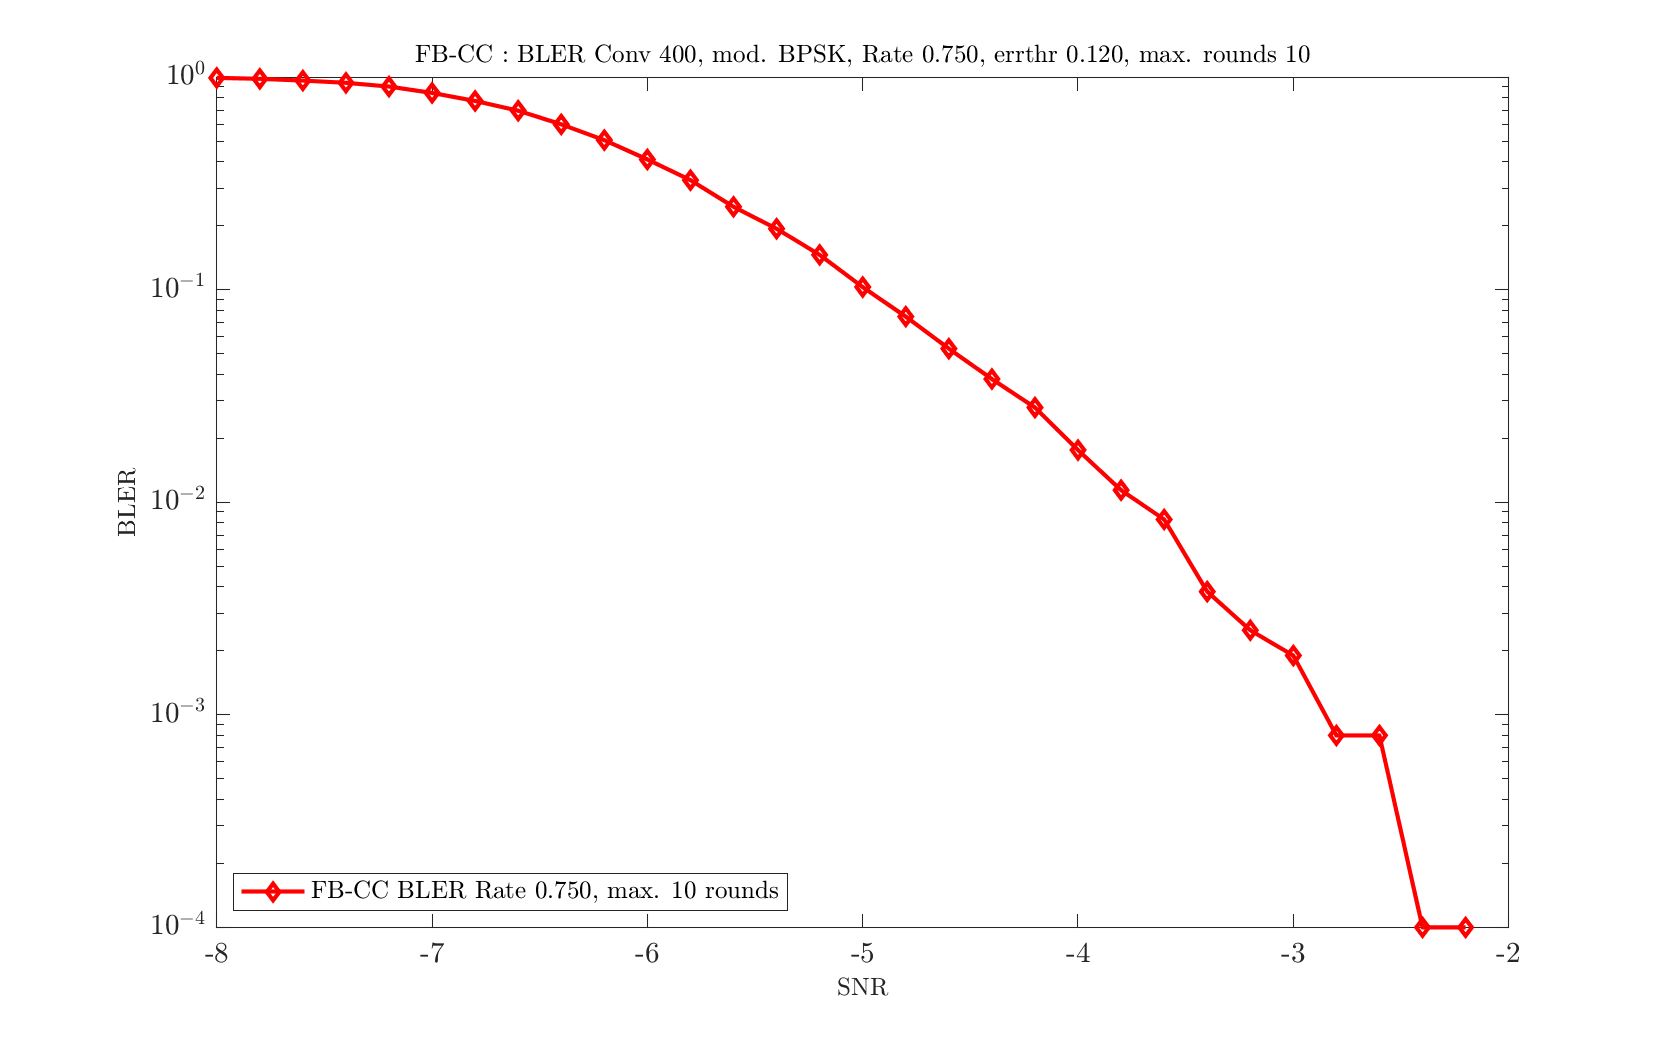 FB-CC : BLER Conv 400, mod. BPSK, Rate 0.750, errthr 0.120, max. rounds 10
10^0
10^−1
10^−2
10^−3
10^−4
BLER
FB-CC BLER Rate 0.750, max. 10 rounds
-8 -7 -6 -5 -4 -3 -2
SNR